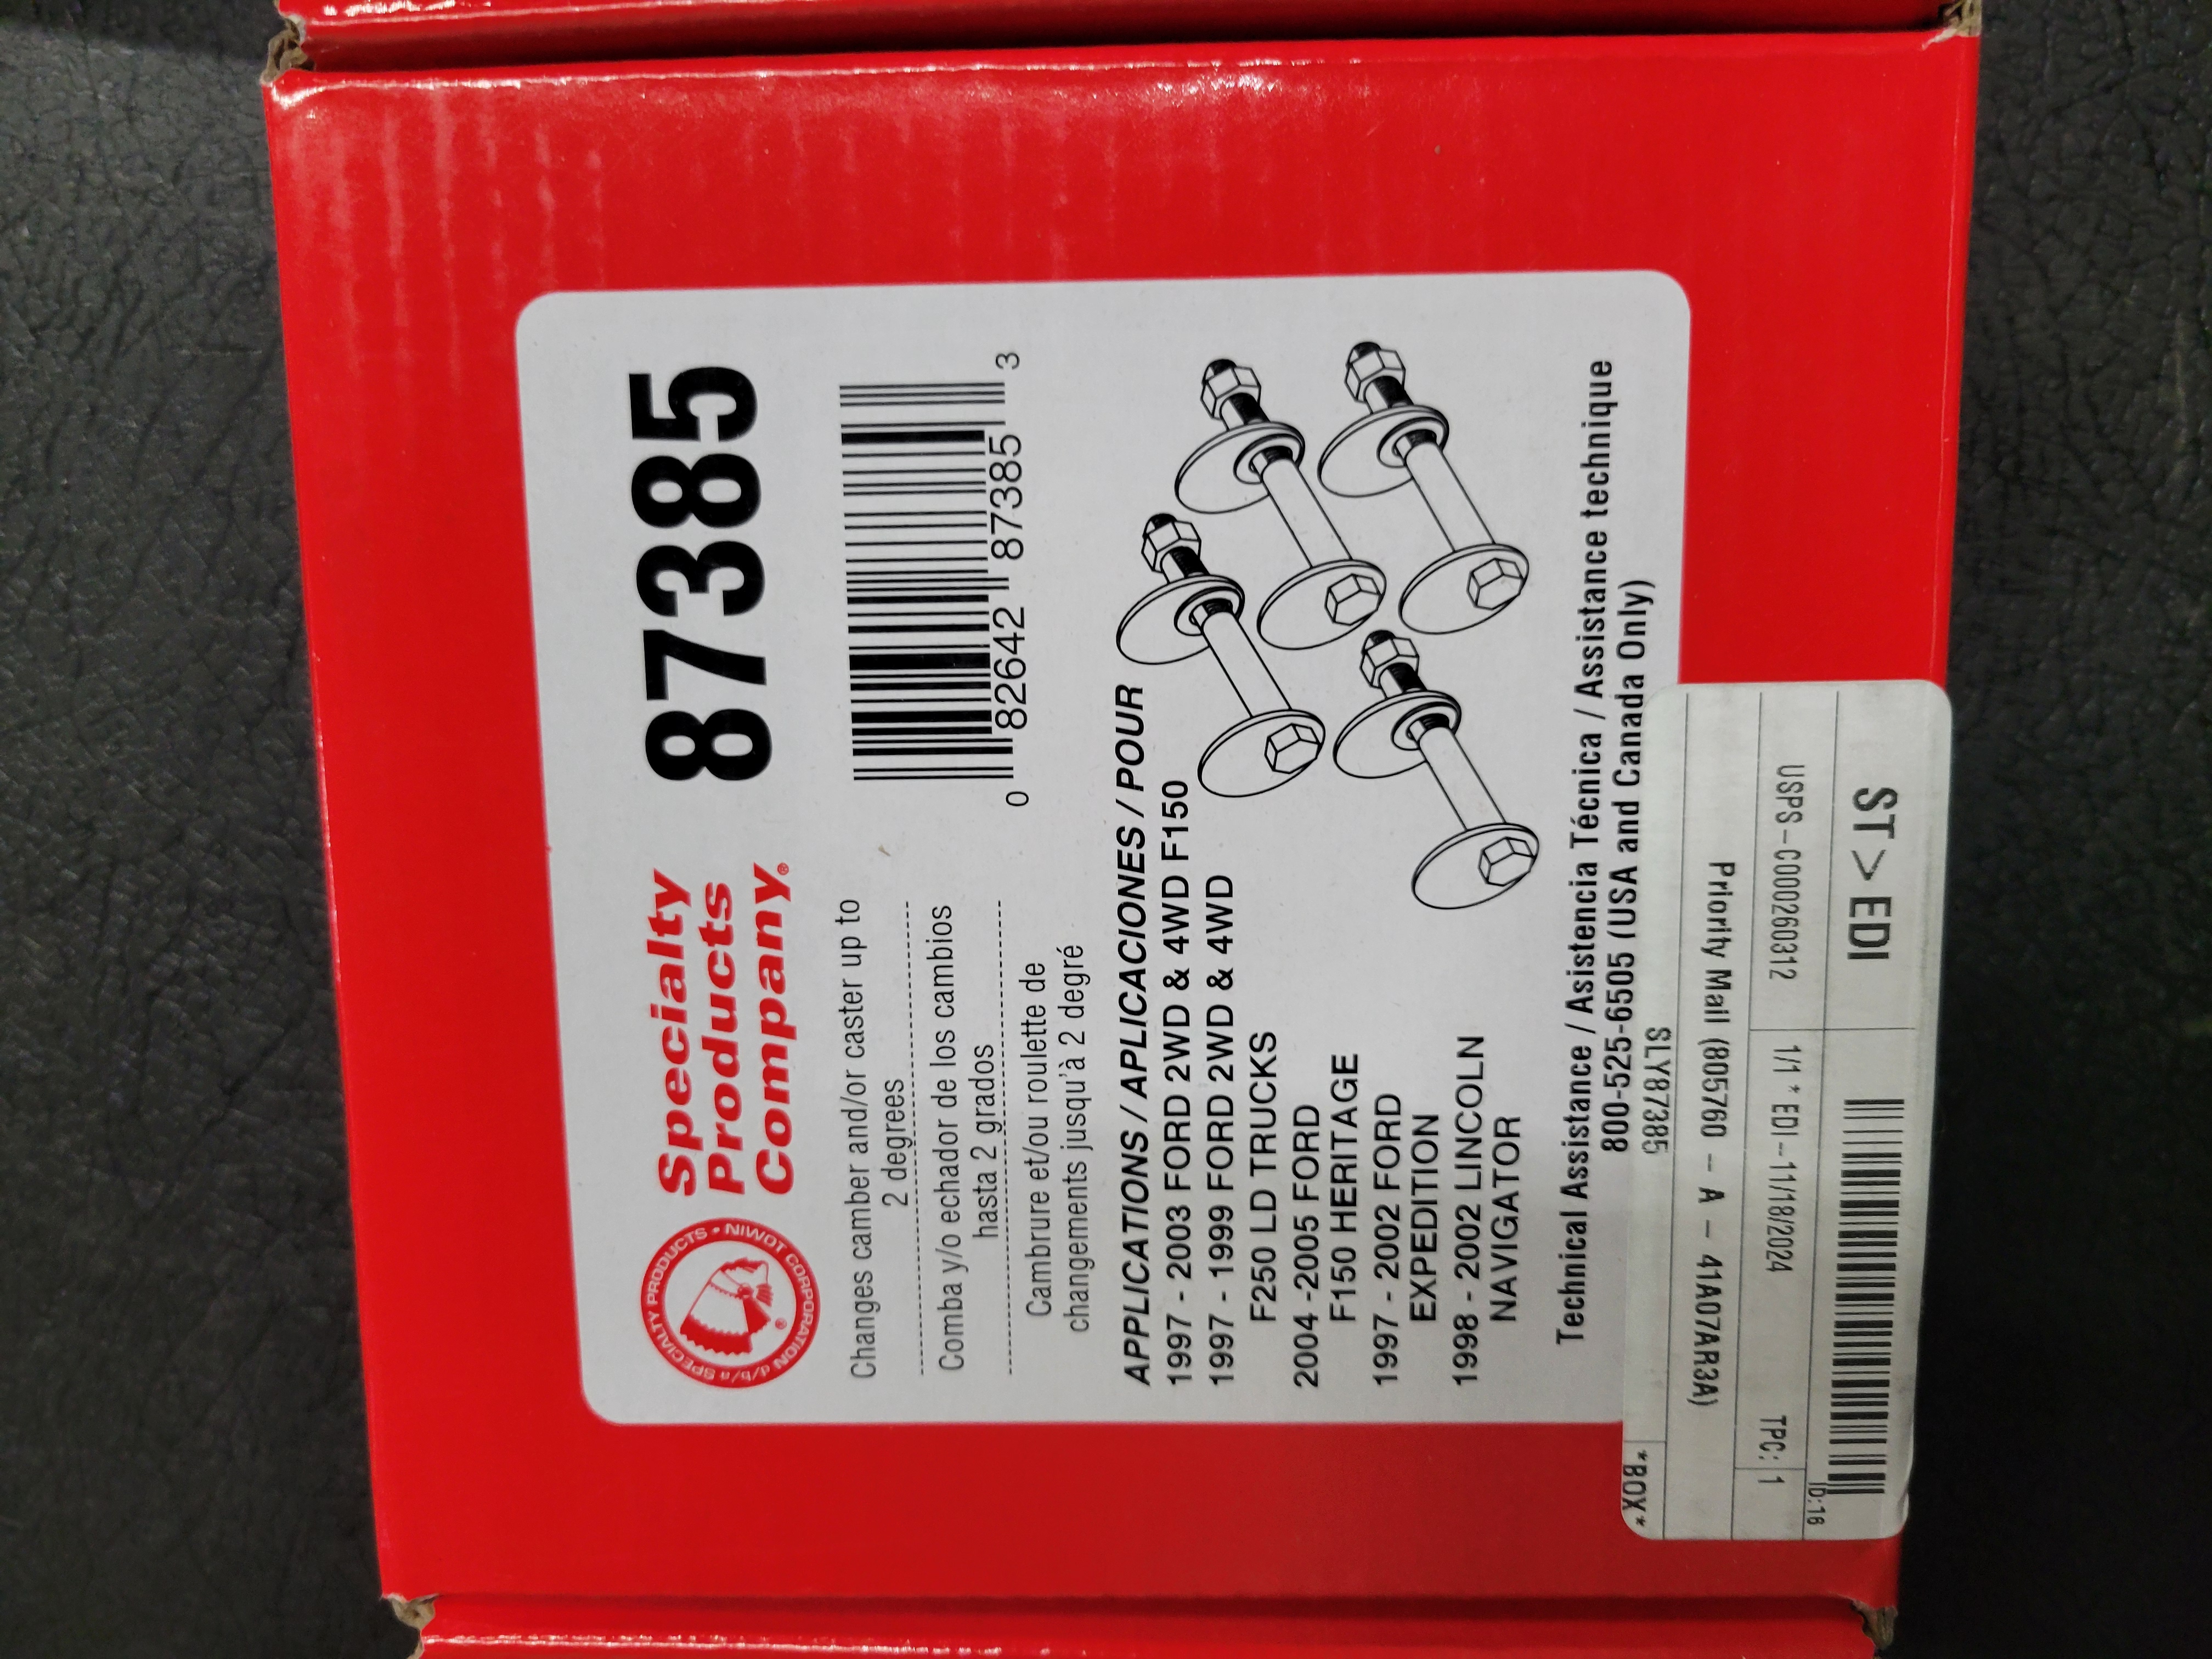 Specialty
Products
Company®
87385
SPECIALTY PRODUCTS • NIWOT CORPORATION d/b/a
®
Changes camber and/or caster up to
2 degrees
Comba y/o echador de los cambios
hasta 2 grados
Cambrure et/ou roulette de
changements jusqu'à 2 degré
0 82642 87385 3
APPLICATIONS / APLICACIONES / POUR
1997 - 2003 FORD 2WD & 4WD F150
1997 - 1999 FORD 2WD & 4WD
F250 LD TRUCKS
2004 -2005 FORD
F150 HERITAGE
1997 - 2002 FORD
EXPEDITION
1998 - 2002 LINCOLN
NAVIGATOR
Technical Assistance / Asistencia Técnica / Assistance technique
800-525-6505 (USA and Canada Only)
ST > EDI
ID:16
USPS-C000260312
1/1 * EDI-11/18/2024
TPC: 1
Priority Mail (805760 - A - 41A07AR3A)
SLY87385
*BOX*